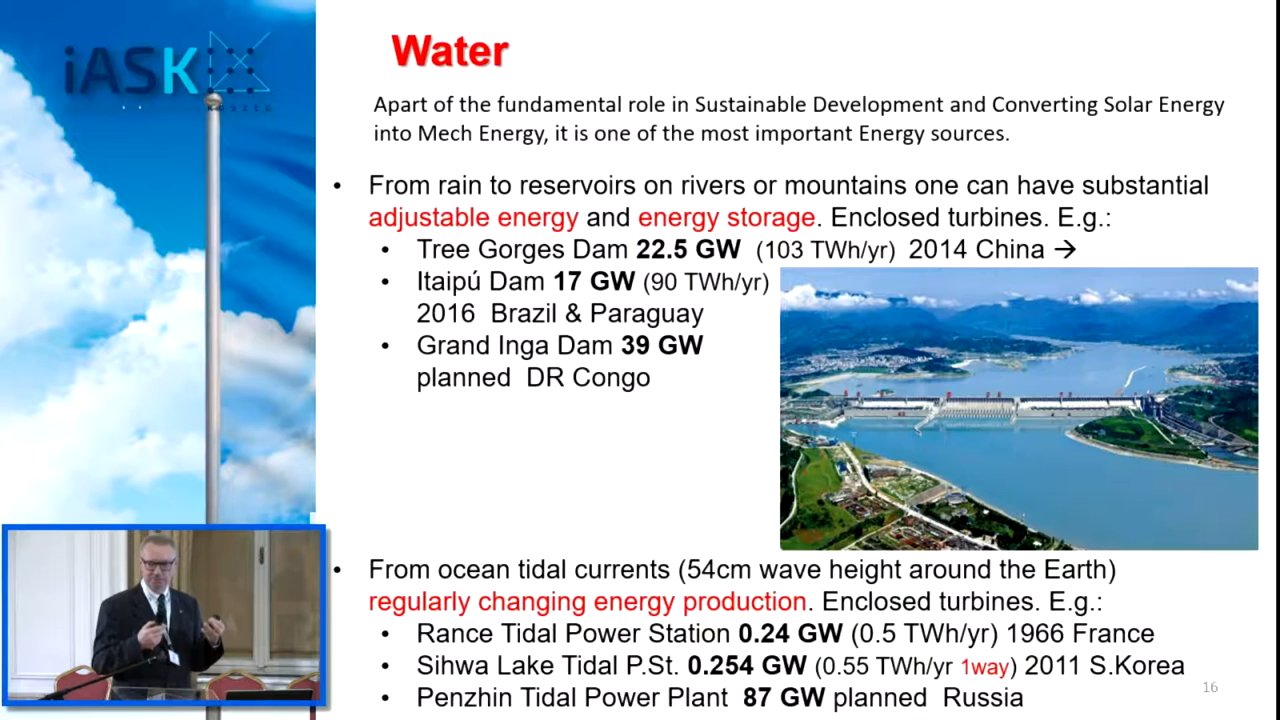 iASK
Water
Apart of the fundamental role in Sustainable Development and Converting Solar Energy
into Mech Energy, it is one of the most important Energy sources.
• From rain to reservoirs on rivers or mountains one can have substantial
adjustable energy and energy storage. Enclosed turbines. E.g.:
• Tree Gorges Dam 22.5 GW (103 TWh/yr) 2014 China →
• Itaipú Dam 17 GW (90 TWh/yr)
2016 Brazil & Paraguay
• Grand Inga Dam 39 GW
planned DR Congo
• From ocean tidal currents (54cm wave height around the Earth)
regularly changing energy production. Enclosed turbines. E.g.:
• Rance Tidal Power Station 0.24 GW (0.5 TWh/yr) 1966 France
• Sihwa Lake Tidal P.St. 0.254 GW (0.55 TWh/yr 1way) 2011 S.Korea
• Penzhin Tidal Power Plant 87 GW planned Russia
16